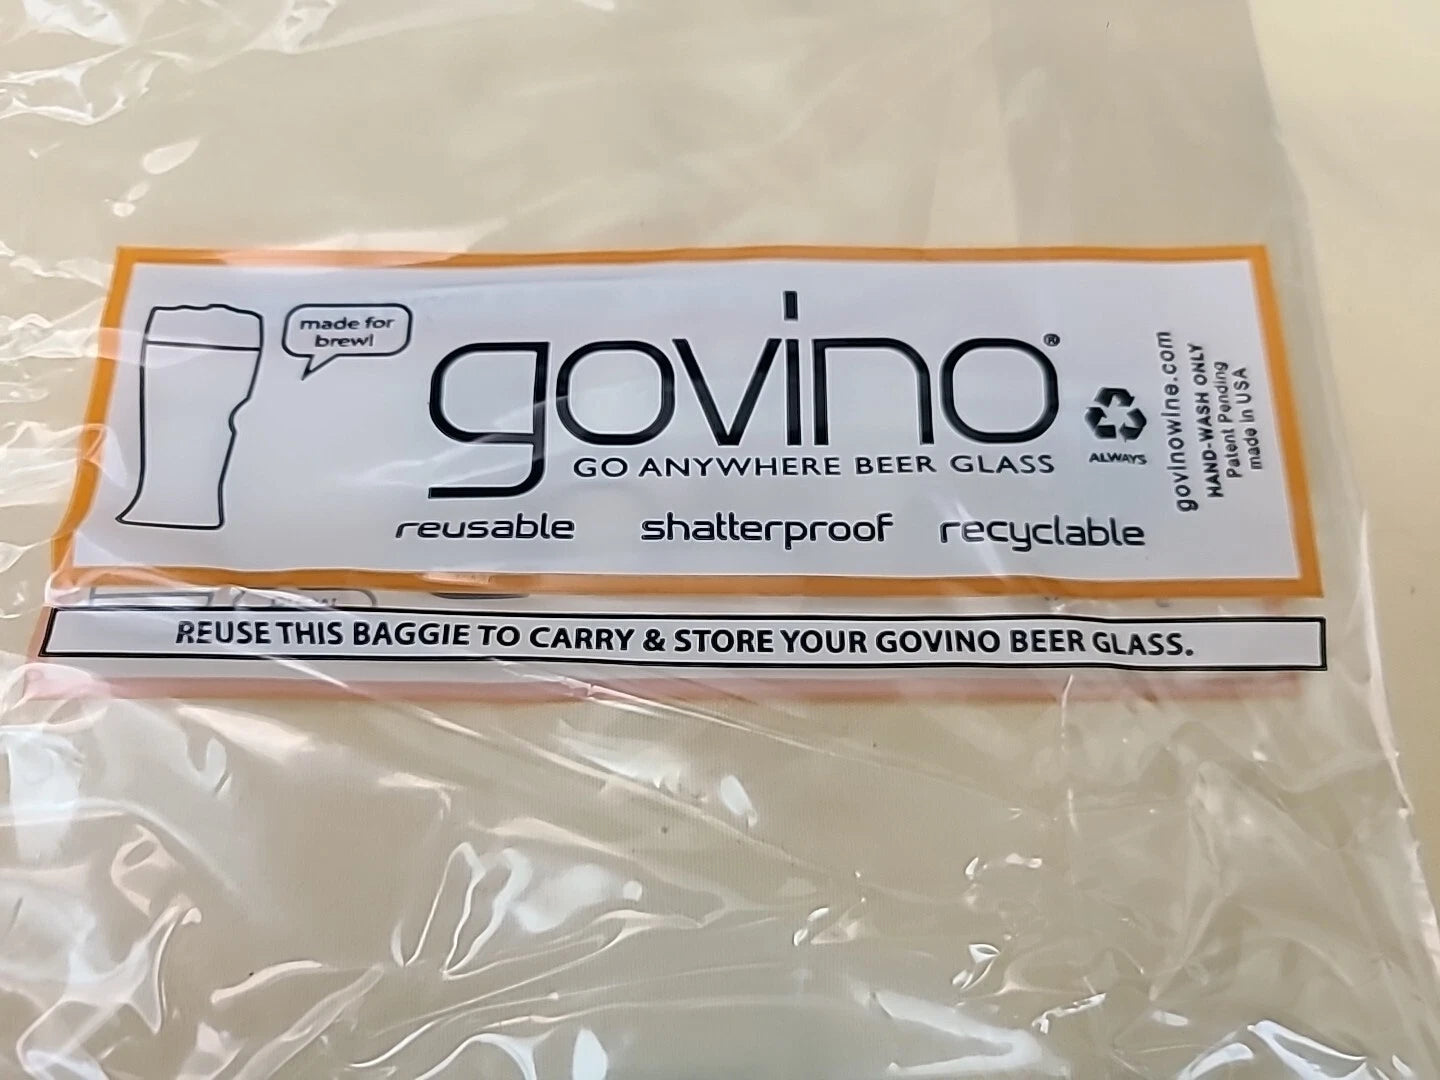 made for
brew!
govino®
GO ANYWHERE BEER GLASS
reusable shatterproof recyclable
ALWAYS
govinowine.com
HAND-WASH ONLY
Patent Pending
made in USA
REUSE THIS BAGGIE TO CARRY & STORE YOUR GOVINO BEER GLASS.